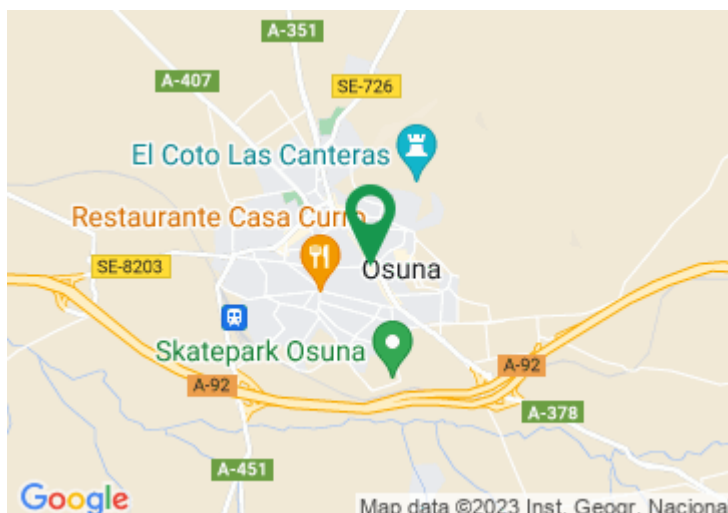 A-351
A-407
SE-726
El Coto Las Canteras
Restaurante Casa Curro
Osuna
SE-8203
Skatepark Osuna
A-92
A-92
A-378
A-451
Google
Map data ©2023 Inst. Geogr. Naciona